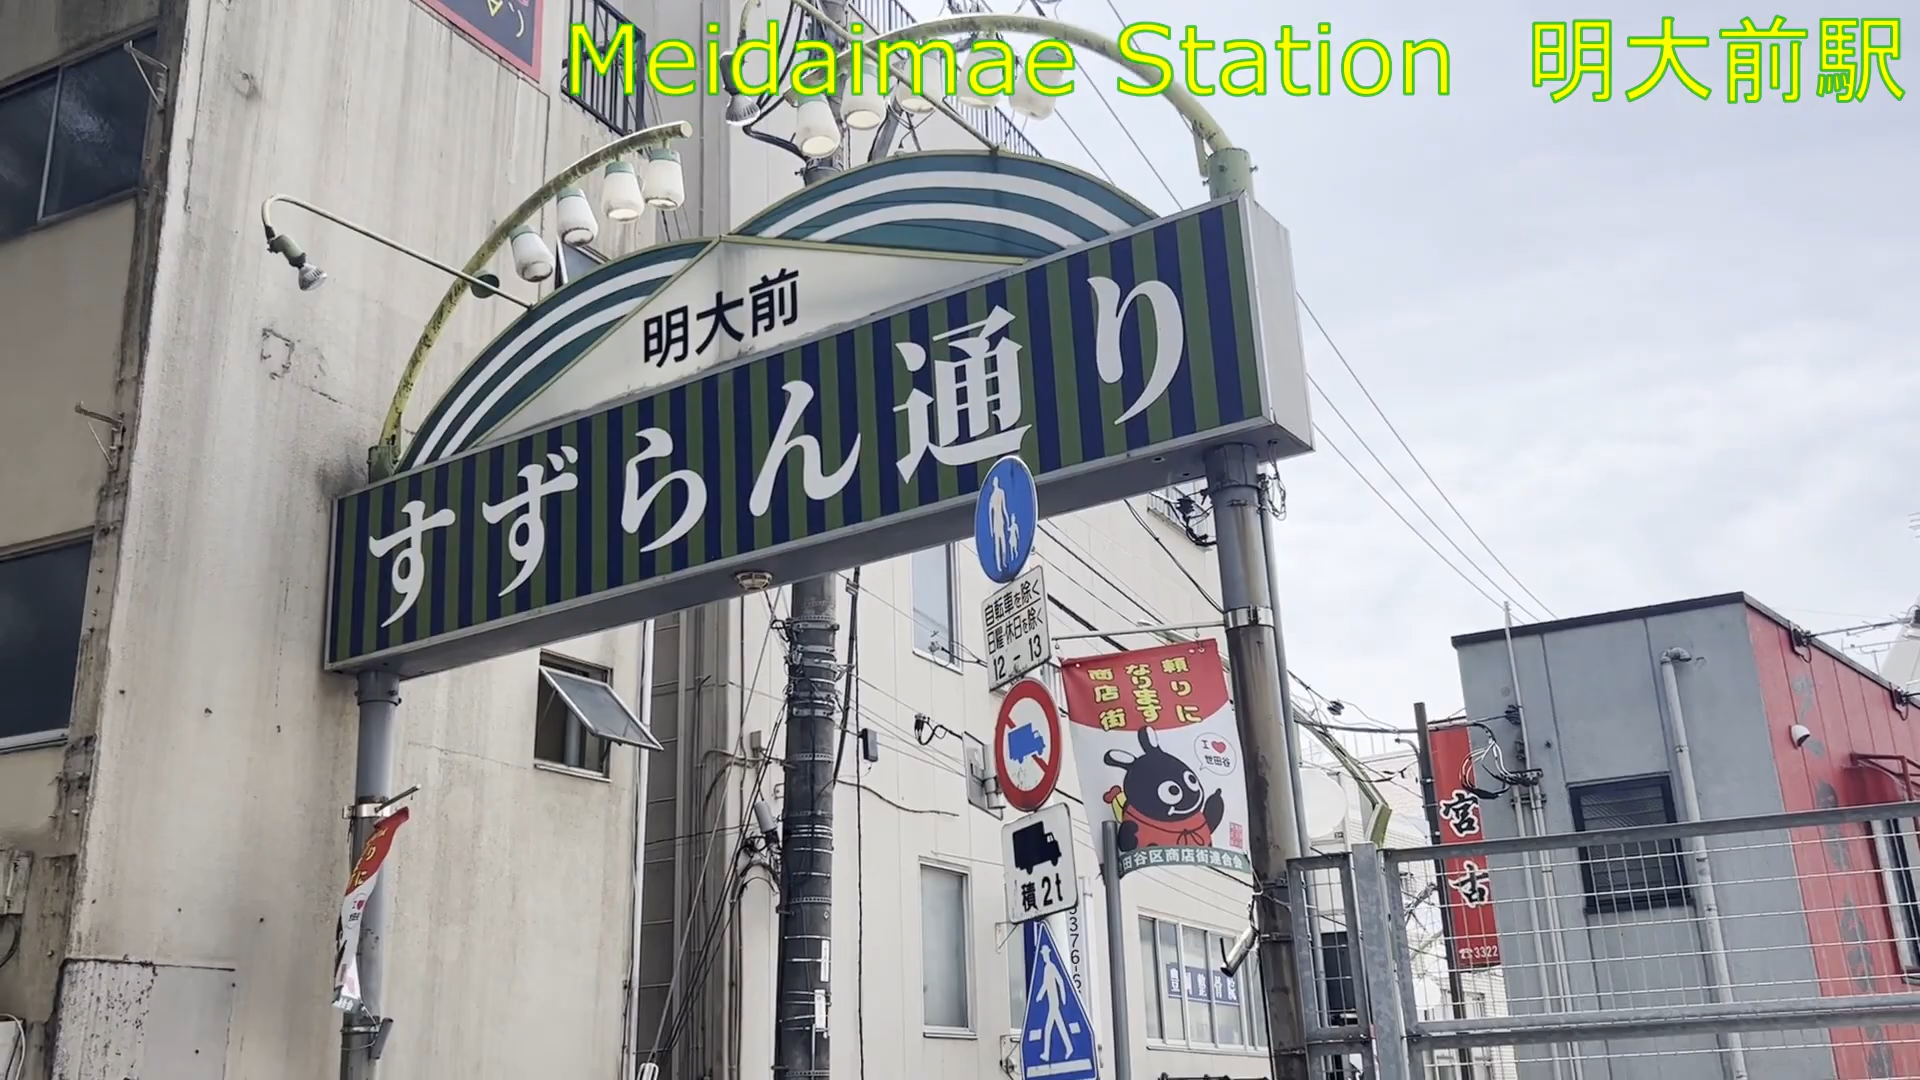 Meidaimae Station 明大前駅
明大前
すずらん通り
自転車を除く
日曜・休日を除く
12-13
頼りに
なります
商店街
I ♥
世田谷
田谷区商店街連合会
積2t
宮古
☎3322
3376-6